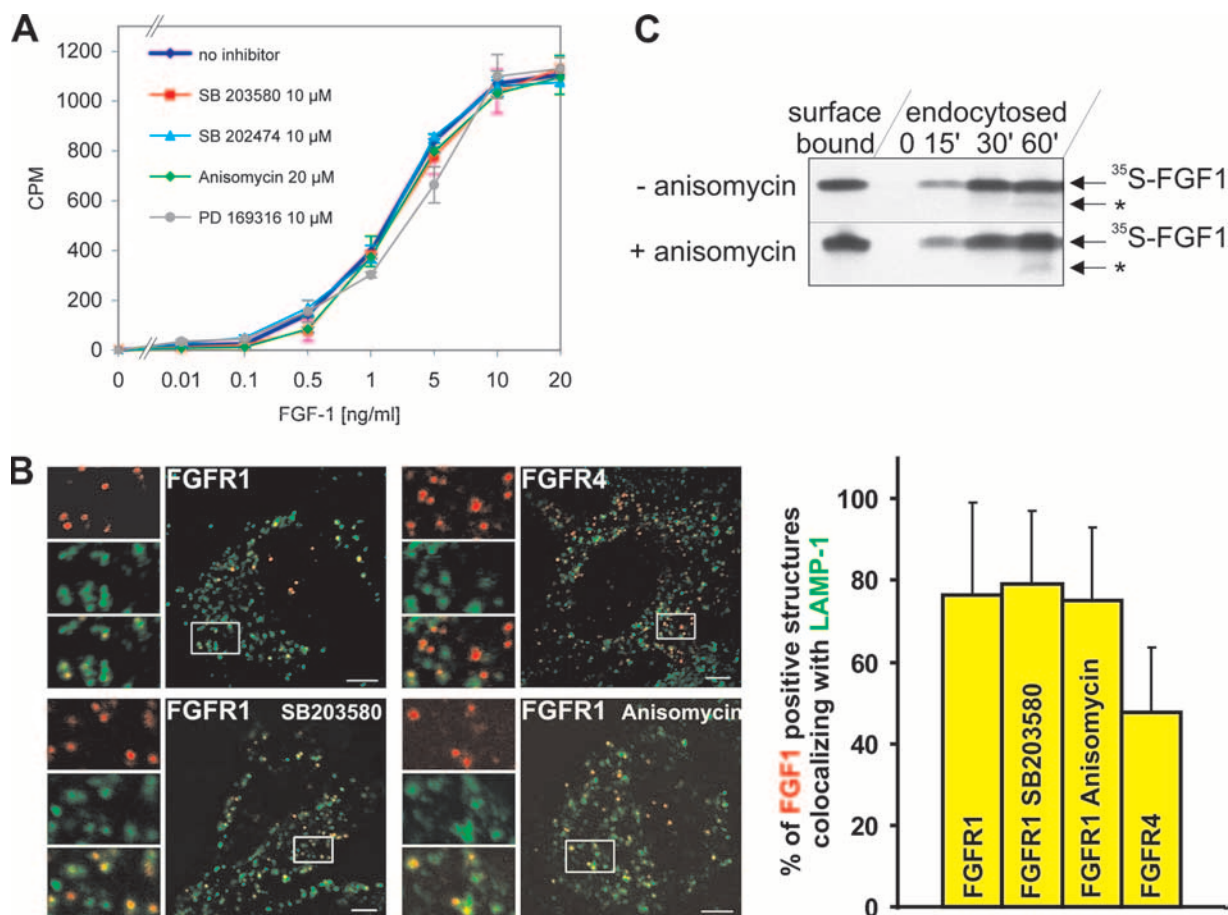 A
1200
1000
800
600
400
200
0
CPM
no inhibitor
SB 203580 10 µM
SB 202474 10 µM
Anisomycin 20 µM
PD 169316 10 µM
0 0.01 0.1 0.5 1 5 10 20
FGF-1 [ng/ml]
C
surface bound
endocytosed
0 15' 30' 60'
- anisomycin
35S-FGF1
*
+ anisomycin
35S-FGF1
*
B
FGFR1
FGFR4
FGFR1 SB203580
FGFR1 Anisomycin
% of FGF1 positive structures
colocalizing with LAMP-1
100
80
60
40
20
0
FGFR1
FGFR1 SB203580
FGFR1 Anisomycin
FGFR4